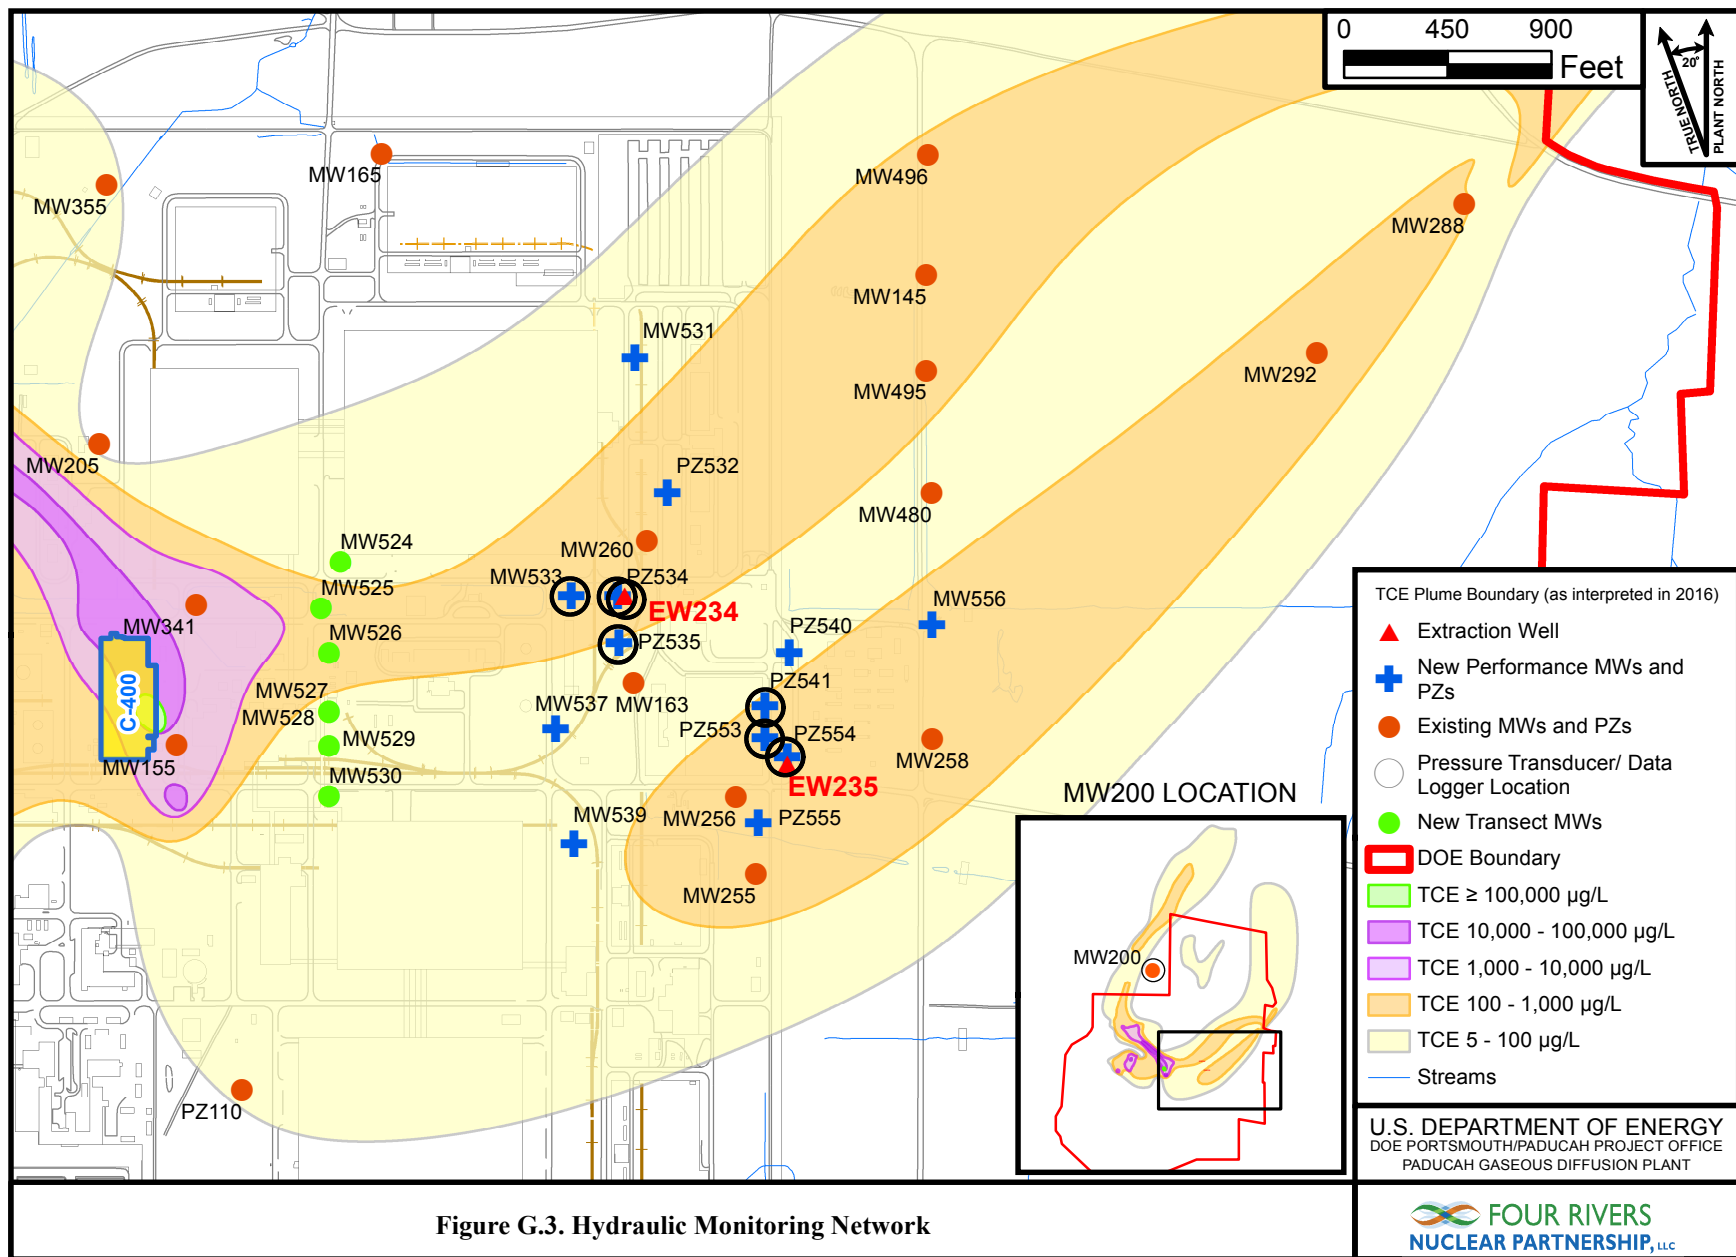 0 450 900
Feet
20°
TRUE NORTH
PLANT NORTH
MW165
MW355
MW496
MW288
MW145
MW531
MW292
MW495
MW205
PZ532
MW480
MW524
MW260
MW533
PZ534
MW525
EW234
MW556
MW341
MW526
PZ535
PZ540
C-400
MW527
PZ541
MW537
MW163
MW528
PZ553
PZ554
MW529
MW155
MW258
MW530
EW235
MW539
MW256
PZ555
MW255
PZ110
MW200 LOCATION
MW200
TCE Plume Boundary (as interpreted in 2016)
Extraction Well
New Performance MWs and
PZs
Existing MWs and PZs
Pressure Transducer/ Data
Logger Location
New Transect MWs
DOE Boundary
TCE ≥ 100,000 µg/L
TCE 10,000 - 100,000 µg/L
TCE 1,000 - 10,000 µg/L
TCE 100 - 1,000 µg/L
TCE 5 - 100 µg/L
Streams
U.S. DEPARTMENT OF ENERGY
DOE PORTSMOUTH/PADUCAH PROJECT OFFICE
PADUCAH GASEOUS DIFFUSION PLANT
Figure G.3. Hydraulic Monitoring Network
FOUR RIVERS
NUCLEAR PARTNERSHIP, LLC